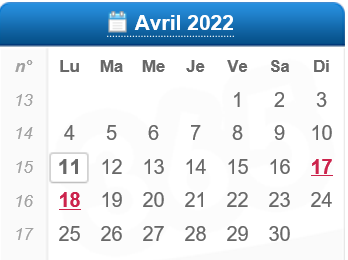 Avril 2022
n° Lu Ma Me Je Ve Sa Di
13 1 2 3
14 4 5 6 7 8 9 10
15 11 12 13 14 15 16 17
16 18 19 20 21 22 23 24
17 25 26 27 28 29 30